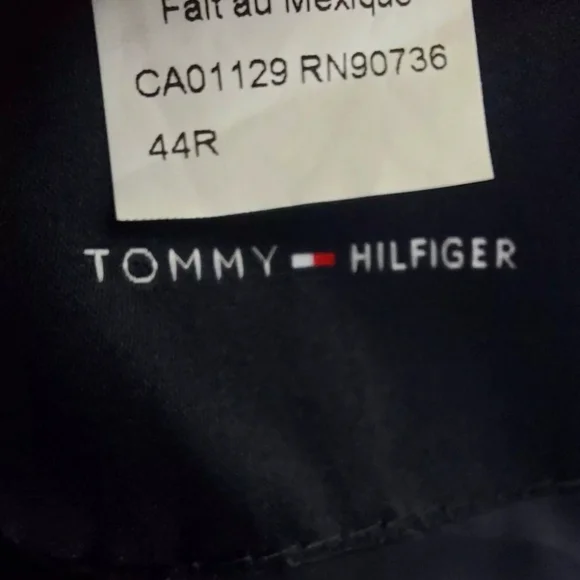 Fait au Mexique
CA01129 RN90736
44R
TOMMY HILFIGER